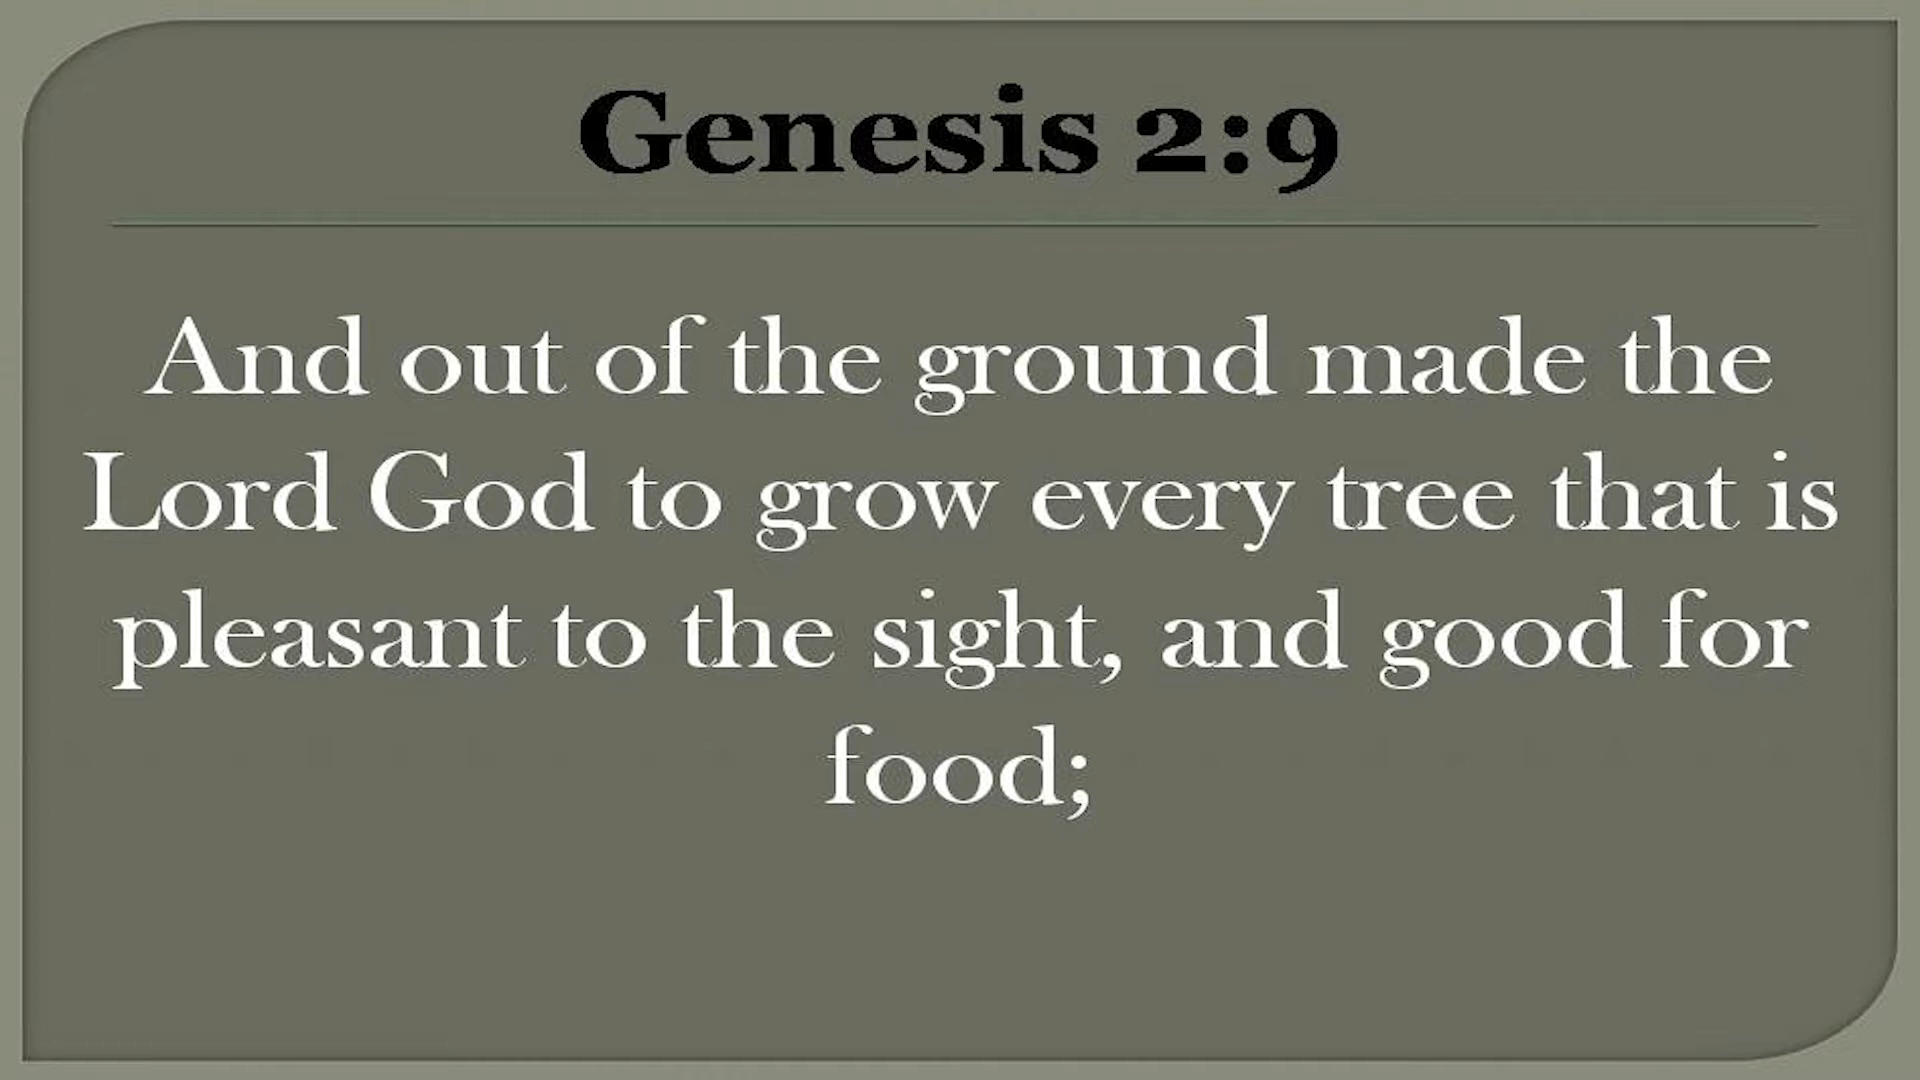 Genesis 2:9
And out of the ground made the
Lord God to grow every tree that is
pleasant to the sight, and good for
food;